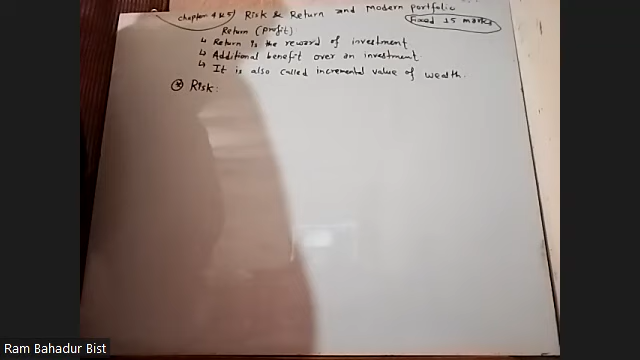 chapter 4 & 5) Risk & Return and modern portfolio
Fixed 15 marks
Return (profit):
↳ Return is the reward of investment
↳ Additional benefit over an investment.
↳ It is also called incremental value of wealth.
* Risk:
Ram Bahadur Bist